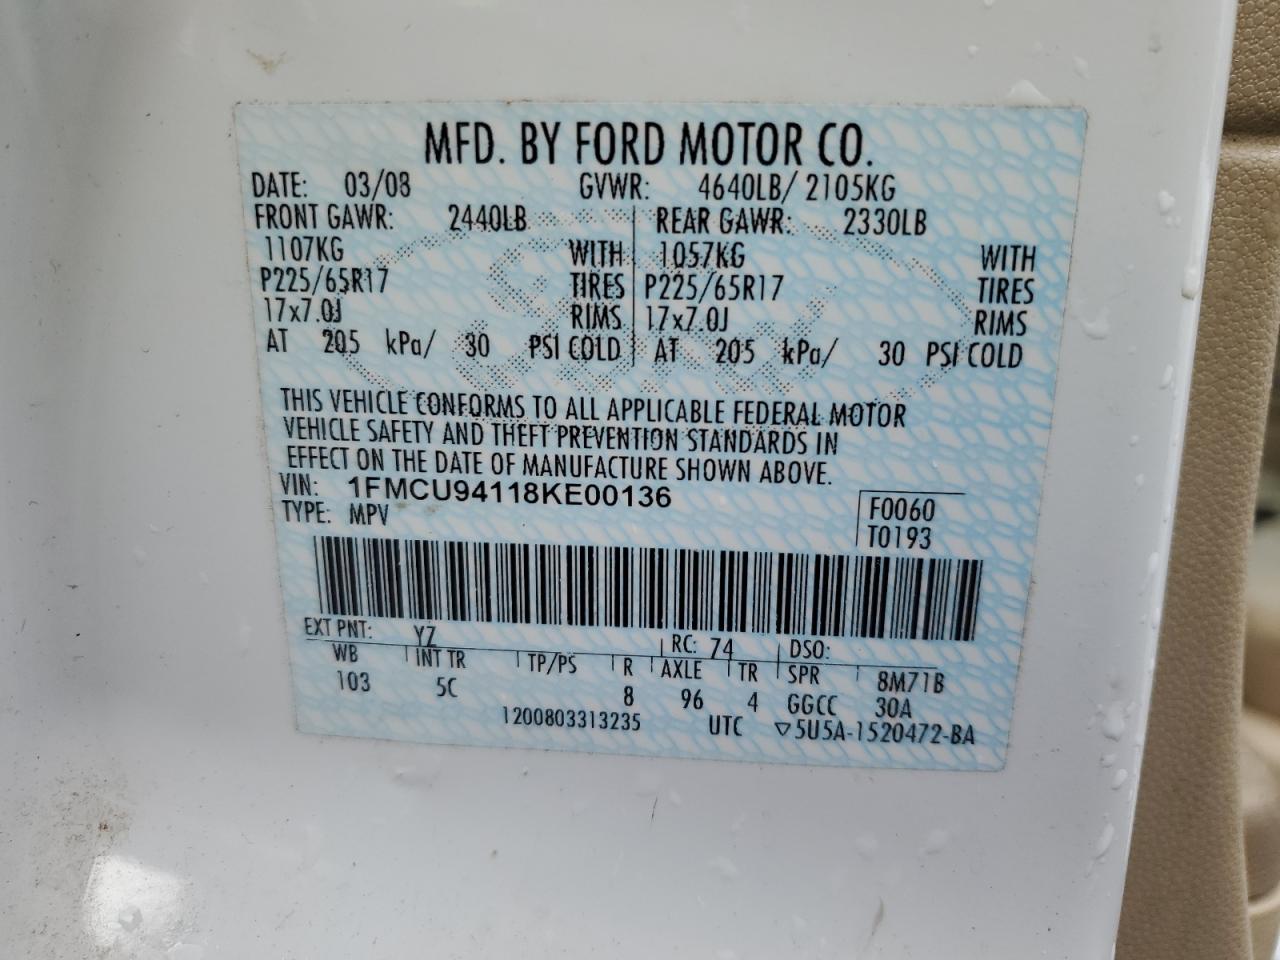 MFD. BY FORD MOTOR CO.
DATE: 03/08 GVWR: 4640LB/ 2105KG
FRONT GAWR: 2440LB REAR GAWR: 2330LB
1107KG WITH 1057KG WITH
P225/65R17 TIRES P225/65R17 TIRES
17x7.0J RIMS 17x7.0J RIMS
AT 205 kPa/ 30 PSI COLD AT 205 kPa/ 30 PSI COLD
THIS VEHICLE CONFORMS TO ALL APPLICABLE FEDERAL MOTOR
VEHICLE SAFETY AND THEFT PREVENTION STANDARDS IN
EFFECT ON THE DATE OF MANUFACTURE SHOWN ABOVE.
VIN: 1FMCU94118KE00136 F0060
TYPE: MPV T0193
EXT PNT: YZ RC: 74 DSO:
WB INT TR TP/PS R AXLE TR SPR 8M71B
103 5C 8 96 4 GGCC 30A
1200803313235 UTC ▽5U5A-1520472-BA